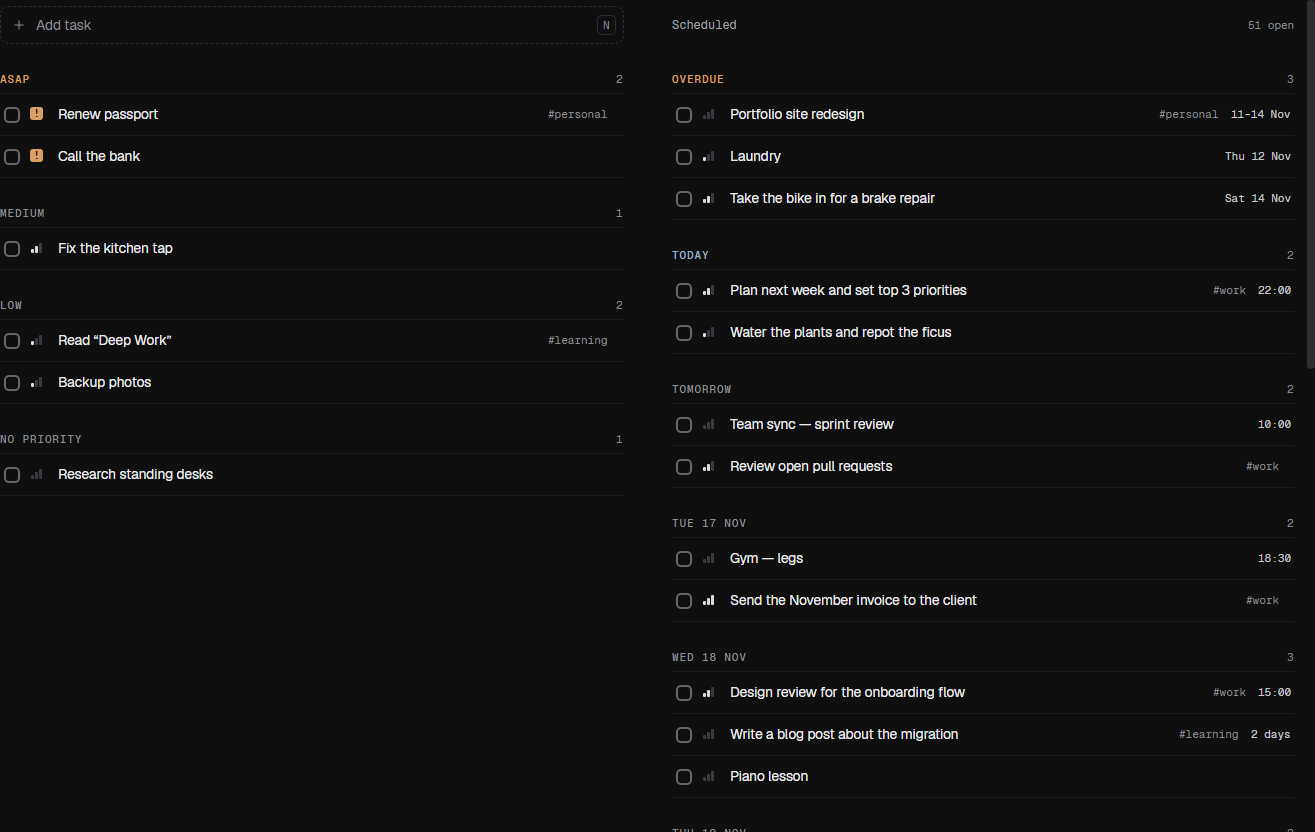 + Add task N
ASAP 2
! Renew passport #personal
! Call the bank
MEDIUM 1
Fix the kitchen tap
LOW 2
Read “Deep Work” #learning
Backup photos
NO PRIORITY 1
Research standing desks
Scheduled 51 open
OVERDUE 3
Portfolio site redesign #personal 11–14 Nov
Laundry Thu 12 Nov
Take the bike in for a brake repair Sat 14 Nov
TODAY 2
Plan next week and set top 3 priorities #work 22:00
Water the plants and repot the ficus
TOMORROW 2
Team sync — sprint review 10:00
Review open pull requests #work
TUE 17 NOV 2
Gym — legs 18:30
Send the November invoice to the client #work
WED 18 NOV 3
Design review for the onboarding flow #work 15:00
Write a blog post about the migration #learning 2 days
Piano lesson